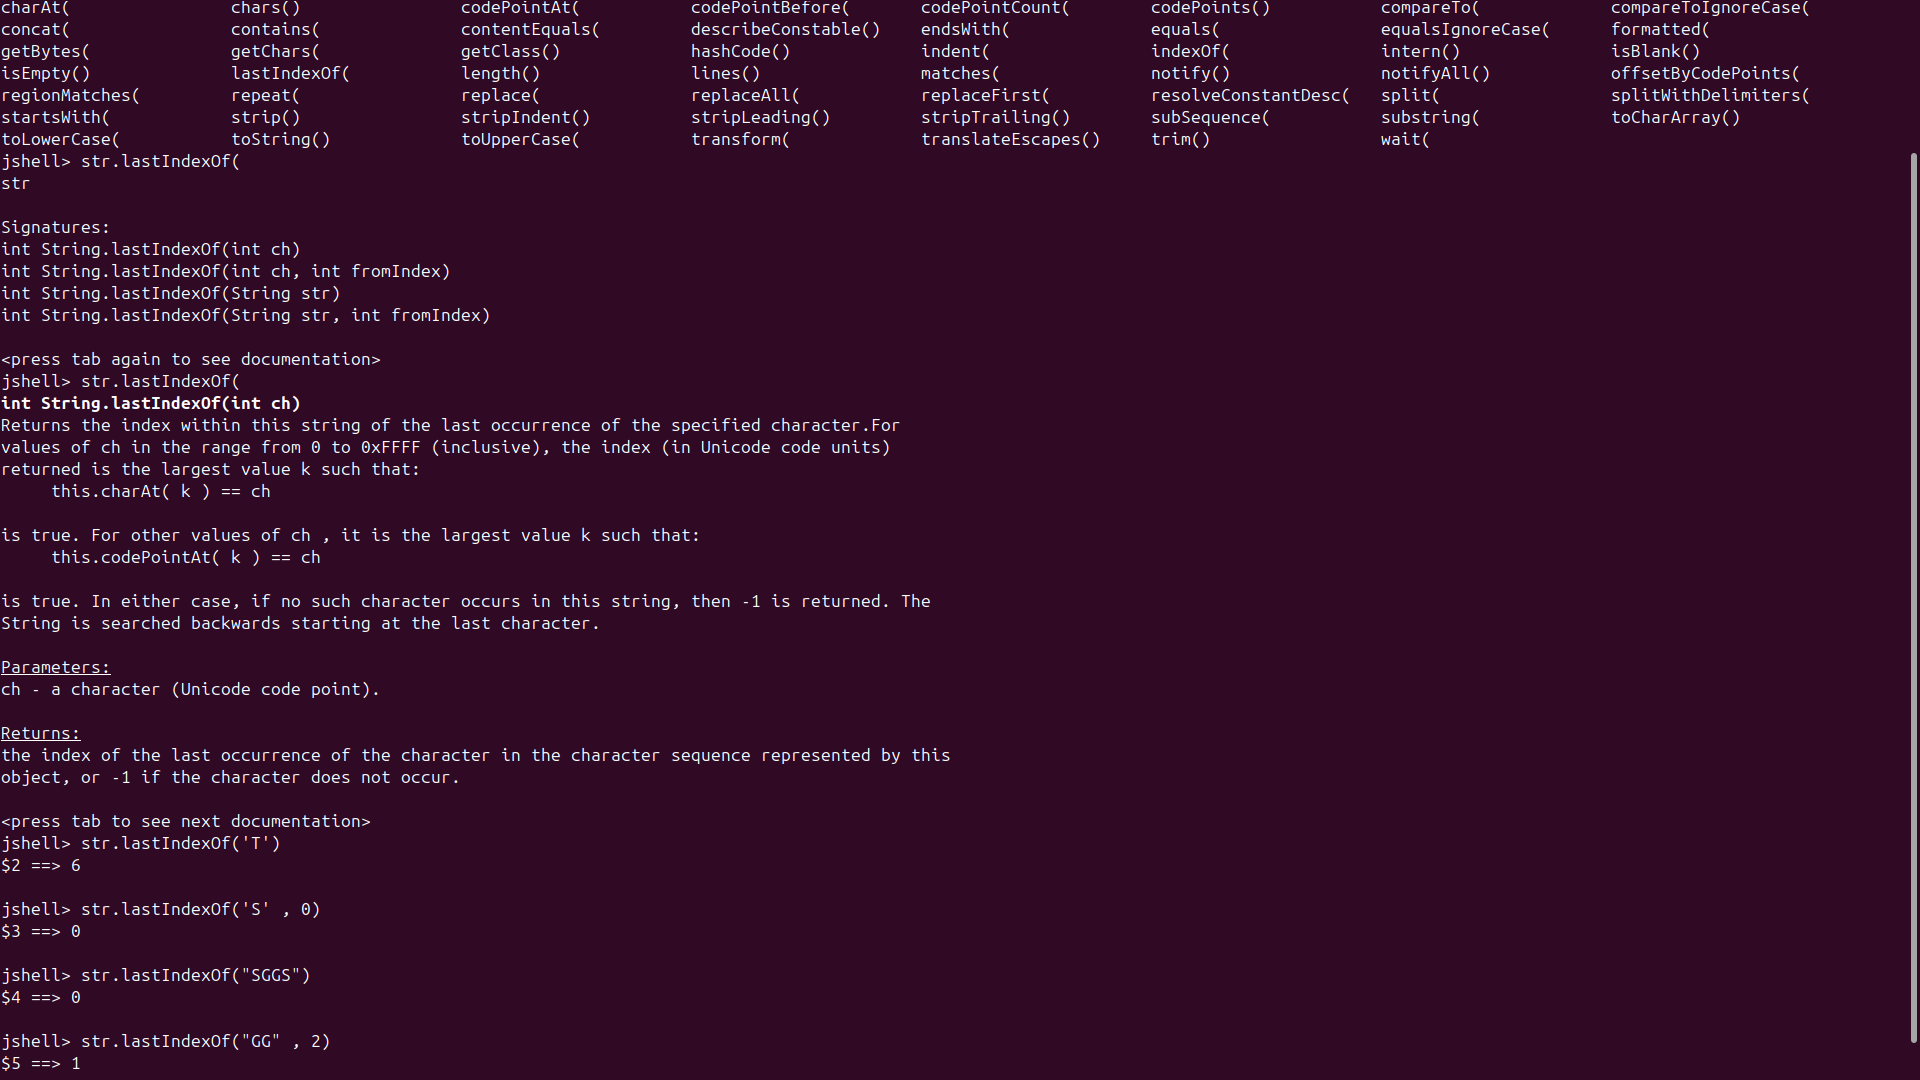 charAt( chars() codePointAt( codePointBefore( codePointCount( codePoints() compareTo( compareToIgnoreCase(
concat( contains( contentEquals( describeConstable() endsWith( equals( equalsIgnoreCase( formatted(
getBytes( getChars( getClass() hashCode() indent( indexOf( intern() isBlank()
isEmpty() lastIndexOf( length() lines() matches( notify() notifyAll() offsetByCodePoints(
regionMatches( repeat( replace( replaceAll( replaceFirst( resolveConstantDesc( split( splitWithDelimiters(
startsWith( strip() stripIndent() stripLeading() stripTrailing() subSequence( substring( toCharArray()
toLowerCase( toString() toUpperCase( transform( translateEscapes() trim() wait(
jshell> str.lastIndexOf(
str
Signatures:
int String.lastIndexOf(int ch)
int String.lastIndexOf(int ch, int fromIndex)
int String.lastIndexOf(String str)
int String.lastIndexOf(String str, int fromIndex)
<press tab again to see documentation>
jshell> str.lastIndexOf(
int String.lastIndexOf(int ch)
Returns the index within this string of the last occurrence of the specified character.For
values of ch in the range from 0 to 0xFFFF (inclusive), the index (in Unicode code units)
returned is the largest value k such that:
this.charAt( k ) == ch
is true. For other values of ch , it is the largest value k such that:
this.codePointAt( k ) == ch
is true. In either case, if no such character occurs in this string, then -1 is returned. The
String is searched backwards starting at the last character.
Parameters:
ch - a character (Unicode code point).
Returns:
the index of the last occurrence of the character in the character sequence represented by this
object, or -1 if the character does not occur.
<press tab to see next documentation>
jshell> str.lastIndexOf('T')
$2 ==> 6
jshell> str.lastIndexOf('S' , 0)
$3 ==> 0
jshell> str.lastIndexOf("SGGS")
$4 ==> 0
jshell> str.lastIndexOf("GG" , 2)
$5 ==> 1